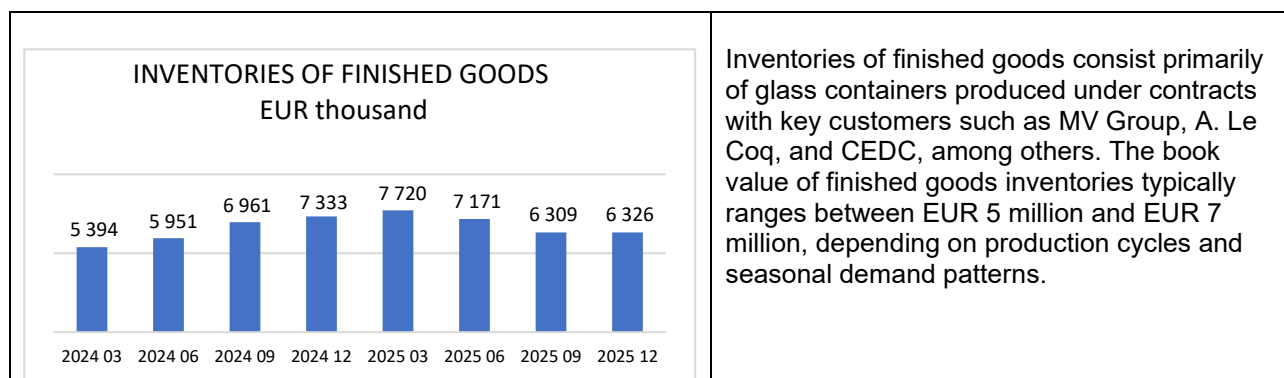 INVENTORIES OF FINISHED GOODS
EUR thousand
5 394
5 951
6 961
7 333
7 720
7 171
6 309
6 326
2024 03 2024 06 2024 09 2024 12 2025 03 2025 06 2025 09 2025 12
Inventories of finished goods consist primarily
of glass containers produced under contracts
with key customers such as MV Group, A. Le
Coq, and CEDC, among others. The book
value of finished goods inventories typically
ranges between EUR 5 million and EUR 7
million, depending on production cycles and
seasonal demand patterns.